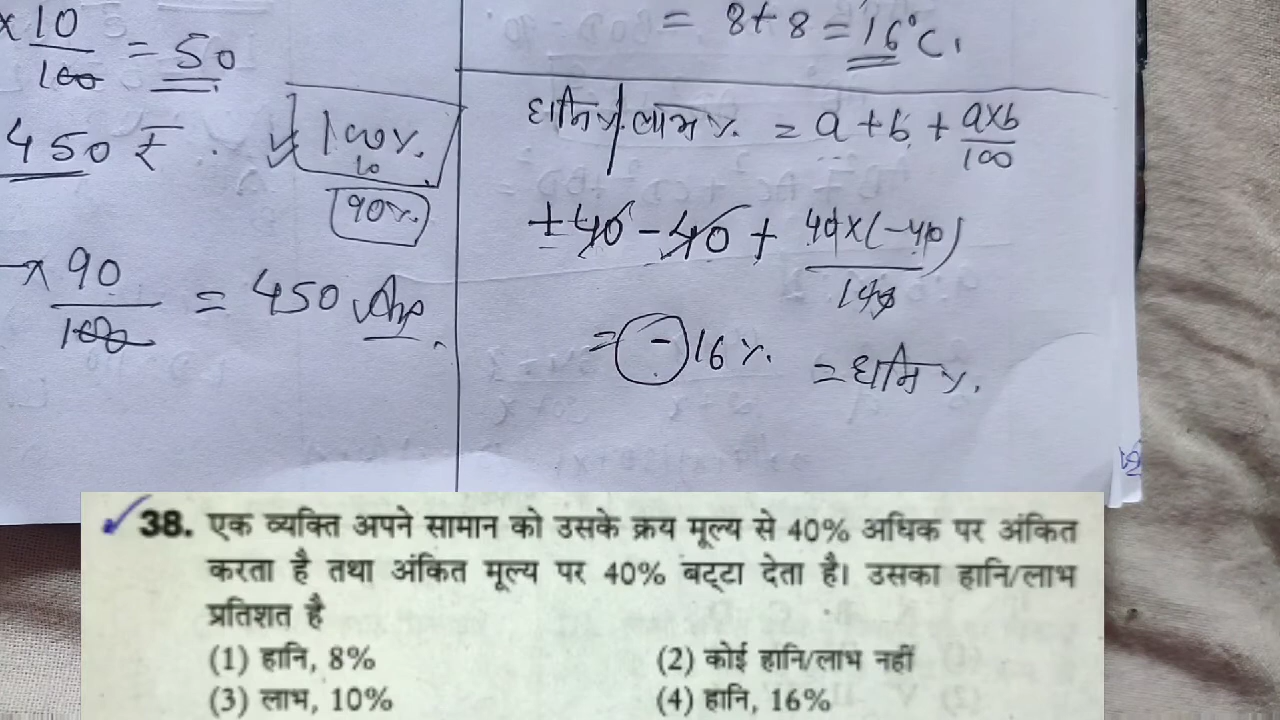 × 10/100 = 50
450 ₹.
100%
10
90%
× 90/100 = 450 Ans.
= 8+8 = 16°C.
हानि%/लाभ% = a + b + a×b/100
+40 - 40 + 40×(-40)/100
= -16% = हानि%.
38. एक व्यक्ति अपने सामान को उसके क्रय मूल्य से 40% अधिक पर अंकित
करता है तथा अंकित मूल्य पर 40% बट्टा देता है। उसका हानि/लाभ
प्रतिशत है
(1) हानि, 8% (2) कोई हानि/लाभ नहीं
(3) लाभ, 10% (4) हानि, 16%